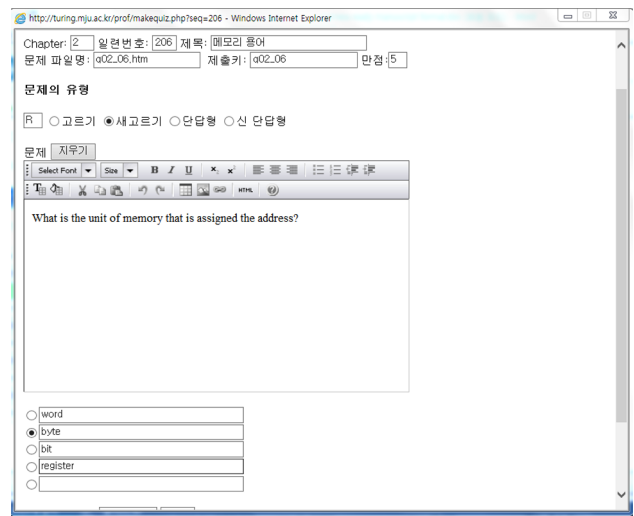 http://turing.mju.ac.kr/prof/makequiz.php?seq=206 - Windows Internet Explorer
Chapter: 2 일련번호: 206 제목: 메모리 용어
문제 파일명: q02_06.htm 제출키: q02_06 만점: 5
문제의 유형
R 고르기 새고르기 단답형 신 단답형
문제 지우기
Select Font Size B I U x, x'
HTML
What is the unit of memory that is assigned the address?
word
byte
bit
register